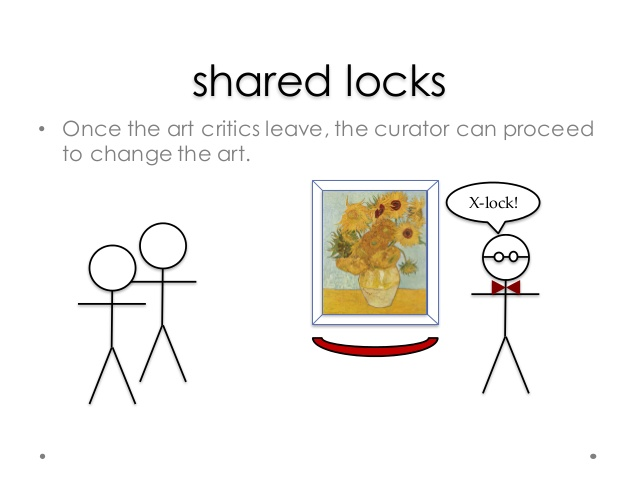 shared locks
• Once the art critics leave, the curator can proceed
to change the art.
X-lock!